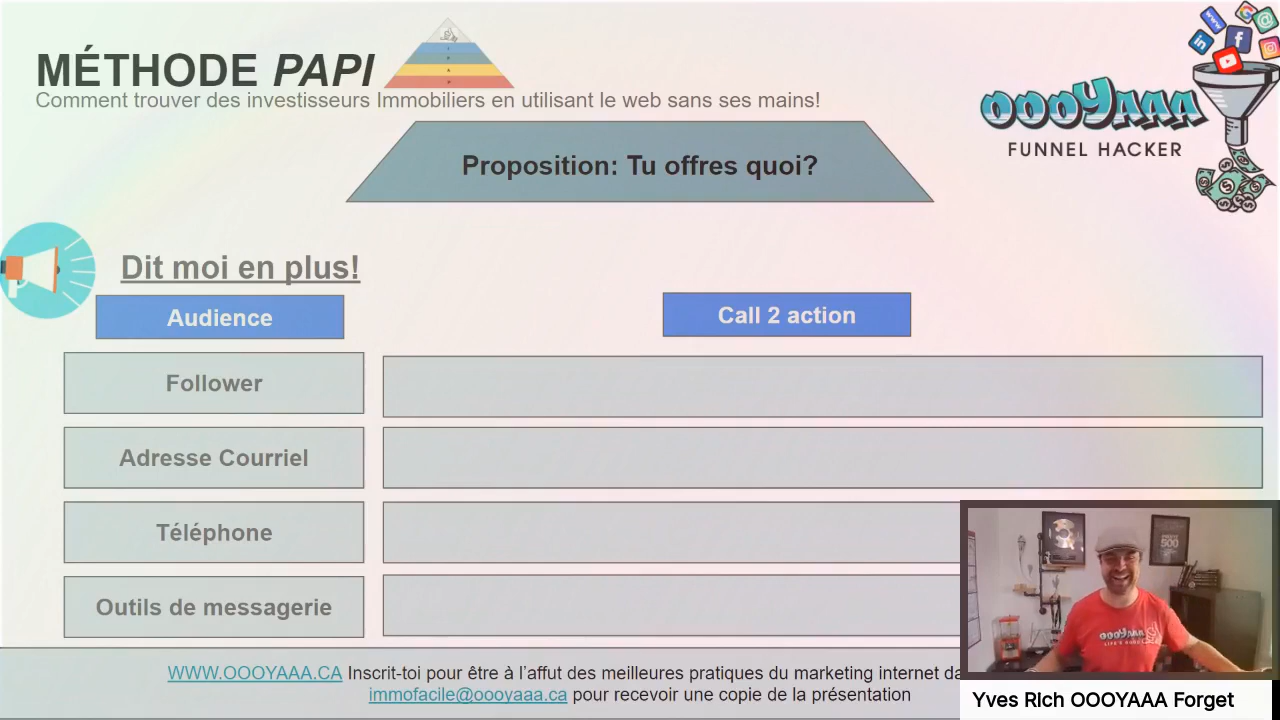 MÉTHODE PAPI
Comment trouver des investisseurs Immobiliers en utilisant le web sans ses mains!
OOOYAAA
FUNNEL HACKER
Proposition: Tu offres quoi?
Dit moi en plus!
Audience
Call 2 action
Follower
Adresse Courriel
Téléphone
Outils de messagerie
WWW.OOOYAAA.CA Inscrit-toi pour être à l’affut des meilleures pratiques du marketing internet da
immofacile@oooyaaa.ca pour recevoir une copie de la présentation
500
Yves RIch OOOYAAA Forget